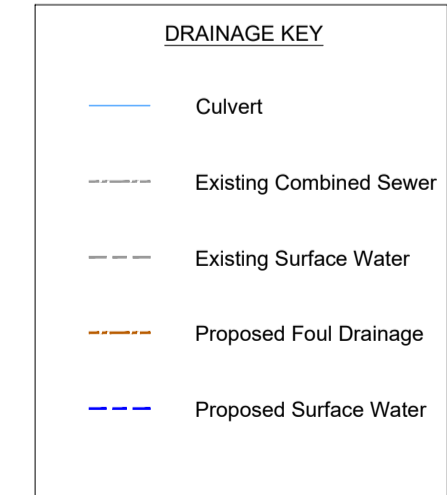 DRAINAGE KEY
Culvert
Existing Combined Sewer
Existing Surface Water
Proposed Foul Drainage
Proposed Surface Water